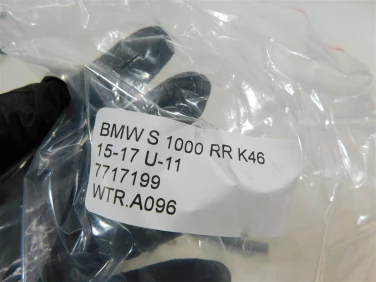 BMW S 1000 RR K46
15-17 U-11
7717199
WTR.A096